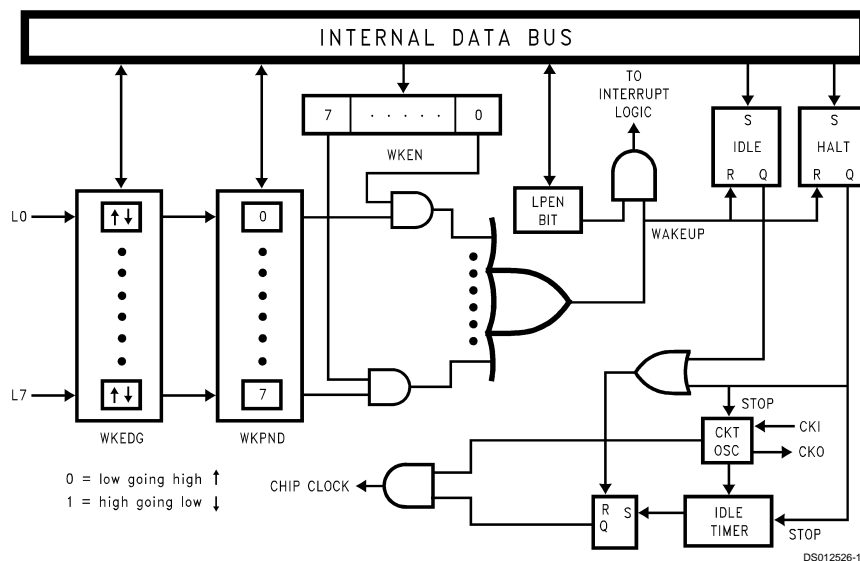 INTERNAL DATA BUS
TO
INTERRUPT
LOGIC
7 . . . . . 0
WKEN
S
IDLE
R Q
S
HALT
R Q
LPEN
BIT
WAKEUP
L0
↑↓
0
L7
↑↓
7
WKEDG
WKPND
0 = low going high ↑
1 = high going low ↓
STOP
CKT
OSC
CKI
CKO
CHIP CLOCK
R S
Q
IDLE
TIMER
STOP
DS012526-1